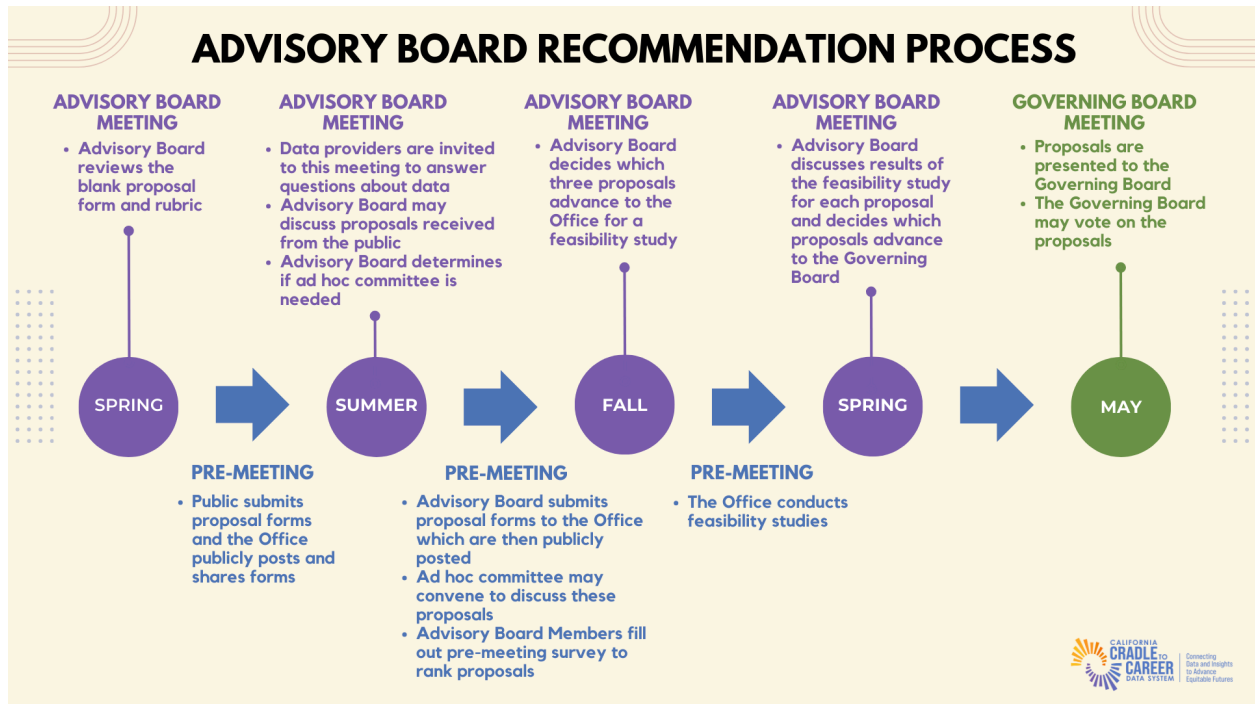 ADVISORY BOARD RECOMMENDATION PROCESS
ADVISORY BOARD
MEETING
• Advisory Board
reviews the
blank proposal
form and rubric
ADVISORY BOARD
MEETING
• Data providers are invited
to this meeting to answer
questions about data
• Advisory Board may
discuss proposals received
from the public
• Advisory Board determines
if ad hoc committee is
needed
ADVISORY BOARD
MEETING
• Advisory Board
decides which
three proposals
advance to the
Office for a
feasibility study
ADVISORY BOARD
MEETING
• Advisory Board
discusses results of
the feasibility study
for each proposal
and decides which
proposals advance
to the Governing
Board
GOVERNING BOARD
MEETING
• Proposals are
presented to the
Governing Board
• The Governing Board
may vote on the
proposals
SPRING
SUMMER
FALL
SPRING
MAY
PRE-MEETING
• Public submits
proposal forms
and the Office
publicly posts and
shares forms
PRE-MEETING
• Advisory Board submits
proposal forms to the Office
which are then publicly
posted
• Ad hoc committee may
convene to discuss these
proposals
• Advisory Board Members fill
out pre-meeting survey to
rank proposals
PRE-MEETING
• The Office conducts
feasibility studies
CALIFORNIA
CRADLE TO
CAREER
DATA SYSTEM
Connecting
Data and Insights
to Advance
Equitable Futures